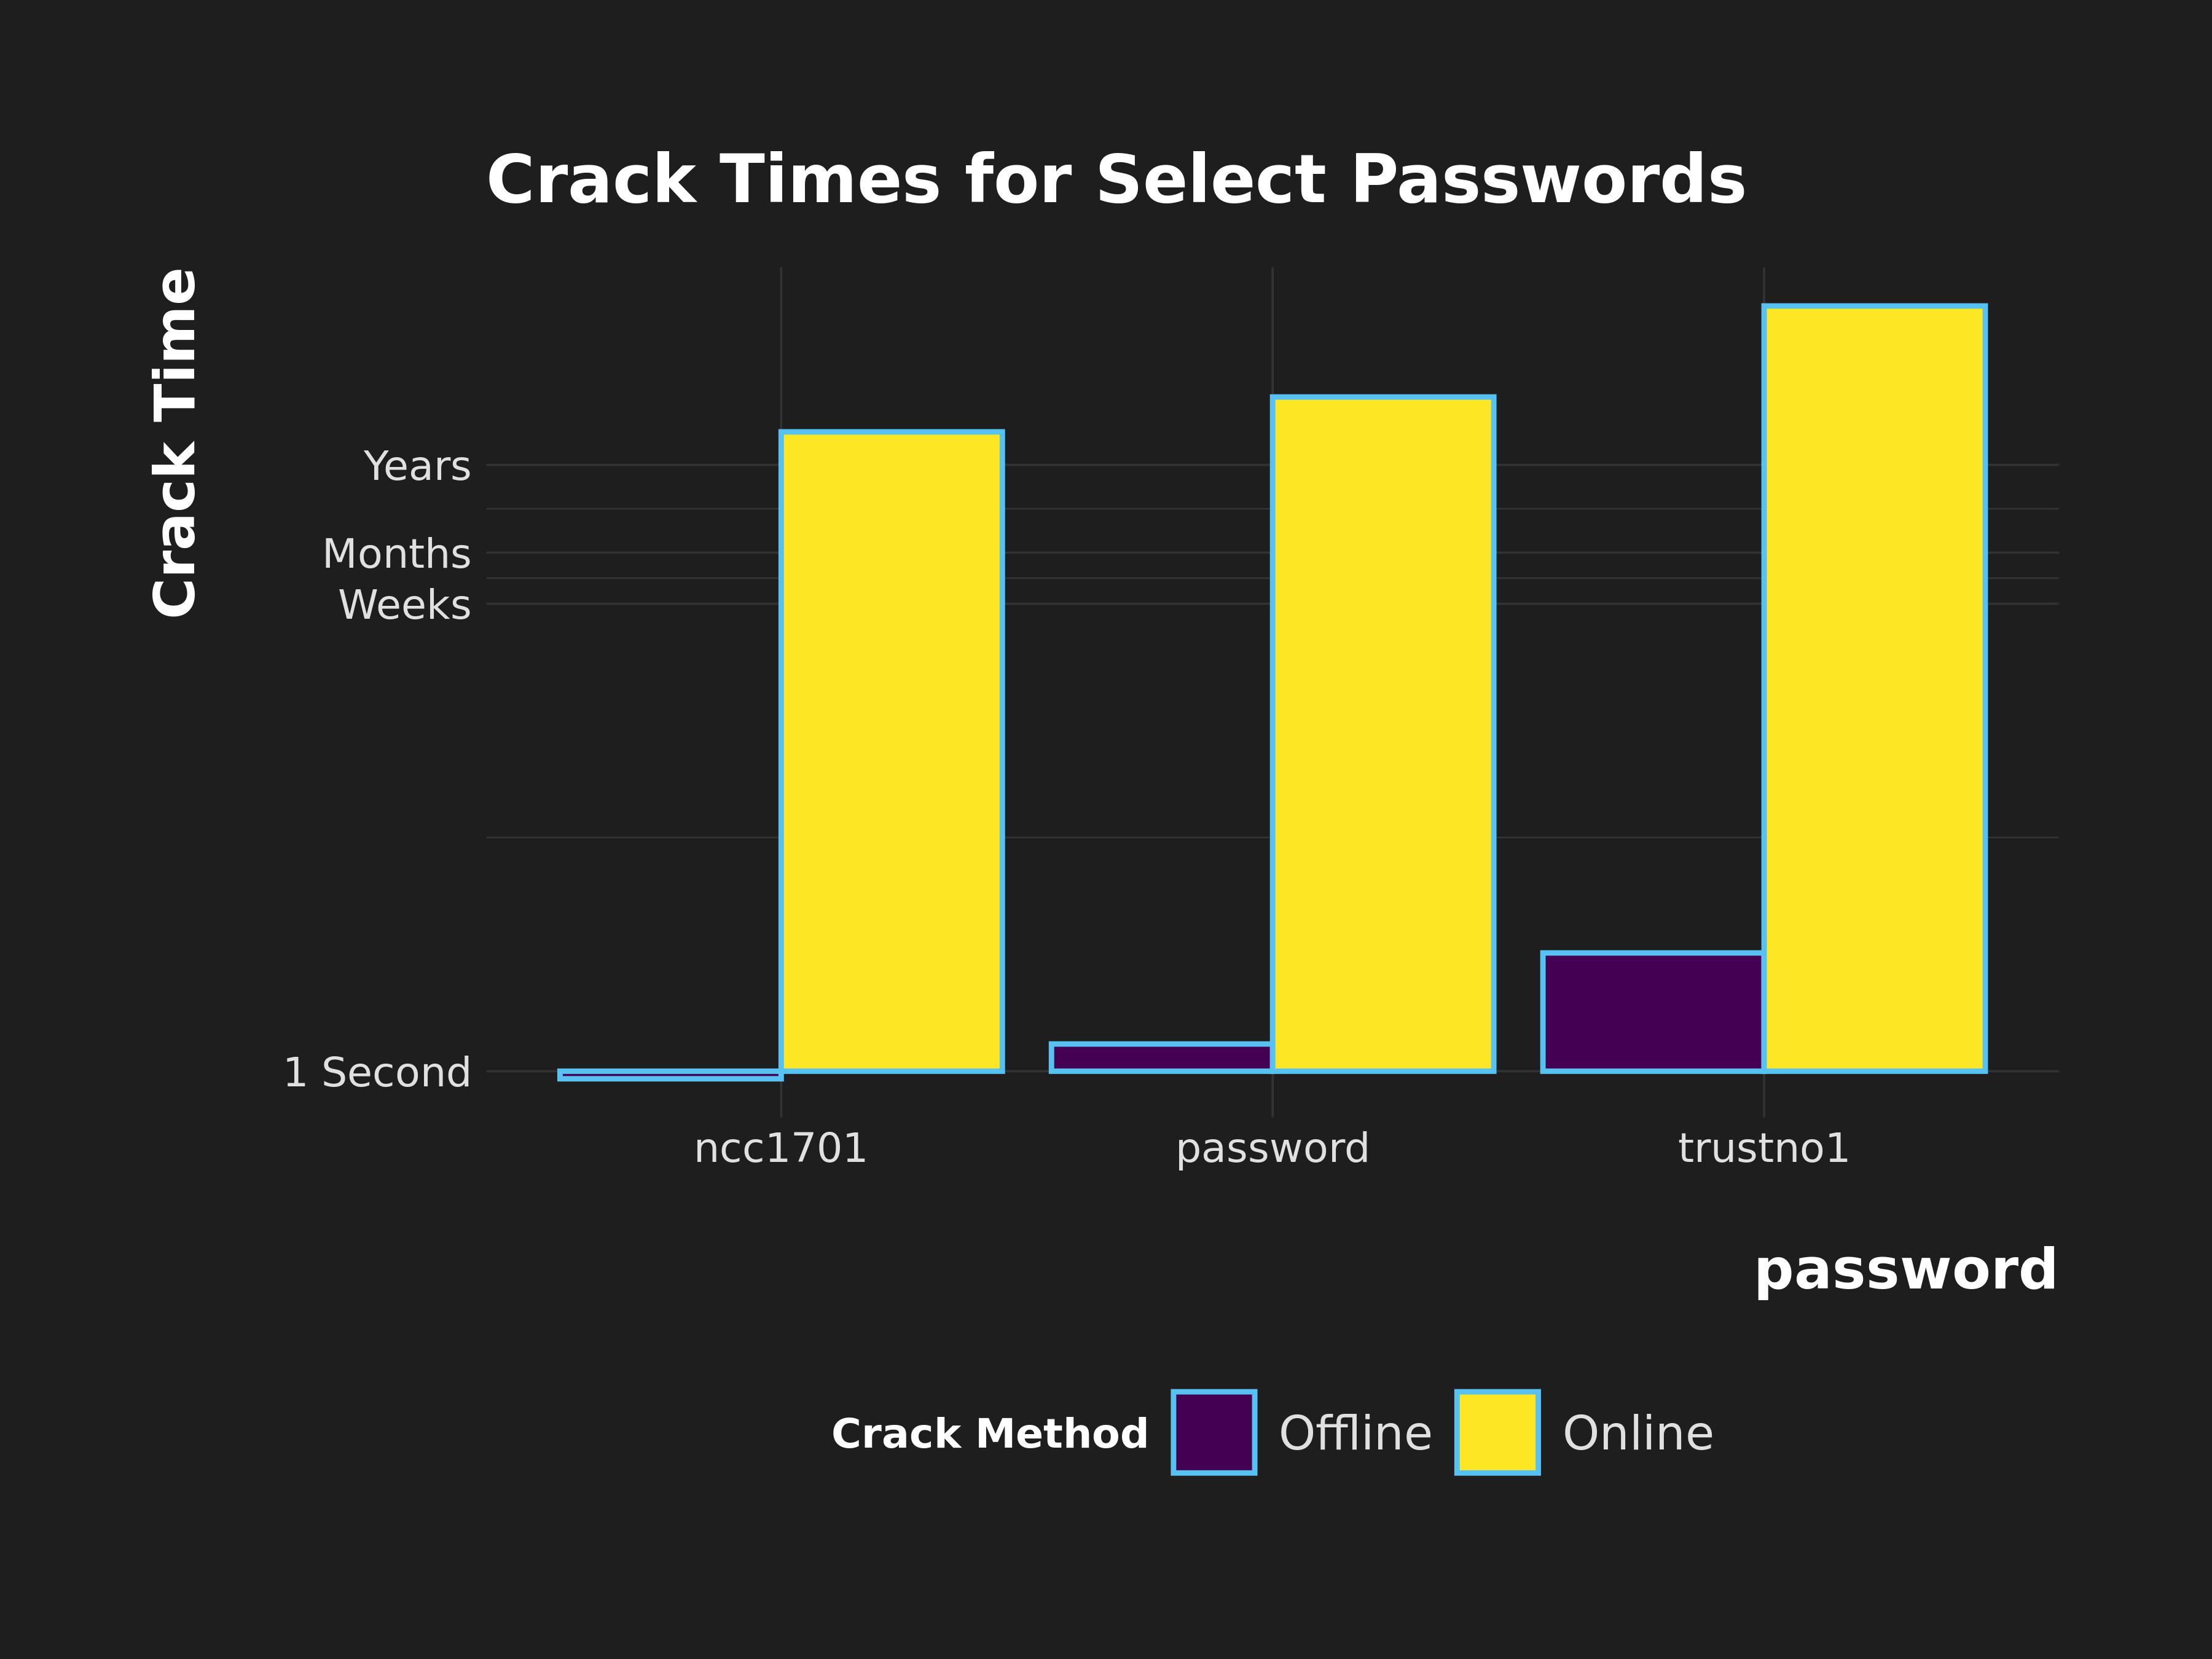 Crack Times for Select Passwords
Crack Time
Years
Months
Weeks
1 Second
ncc1701 password trustno1
password
Crack Method Offline Online